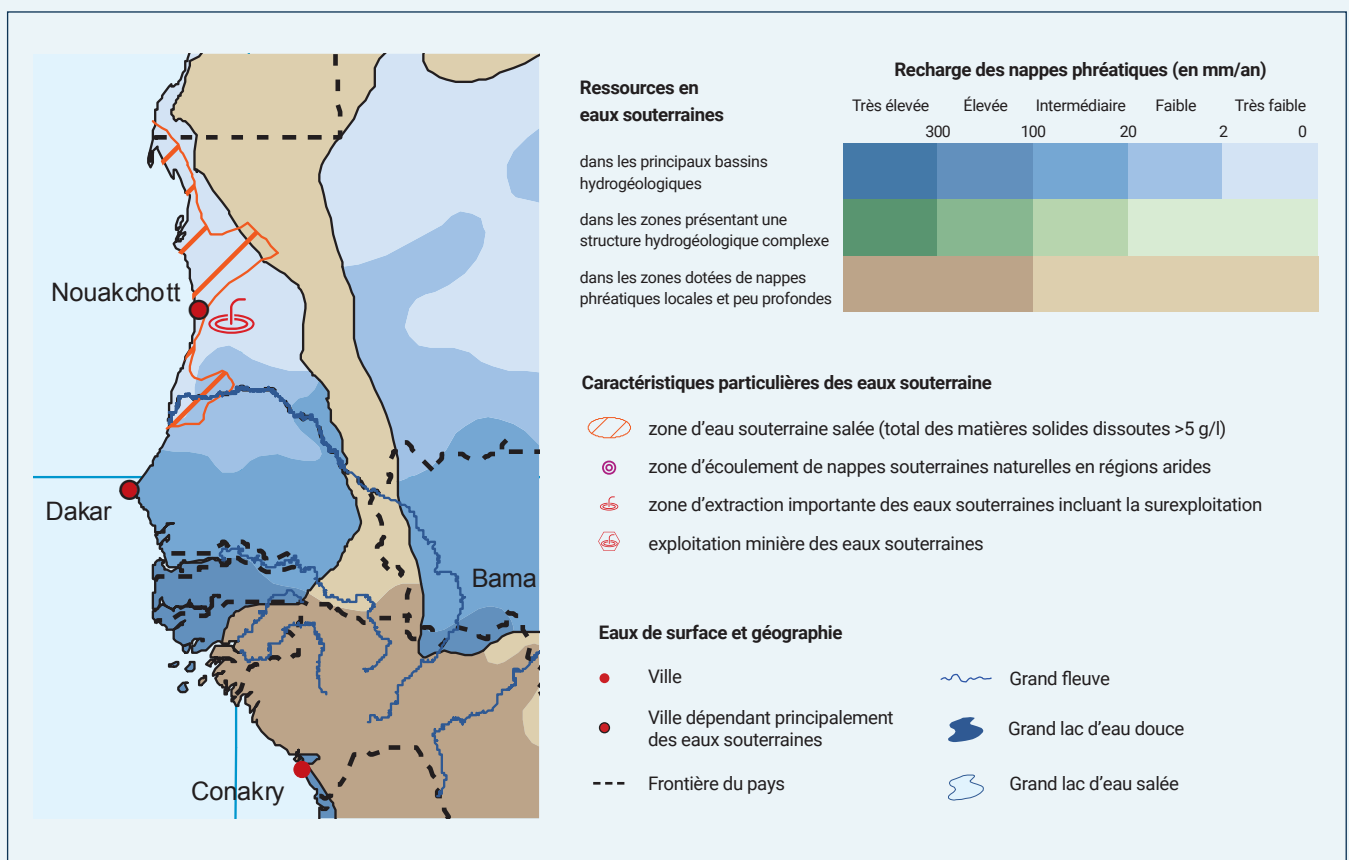 Nouakchott
Dakar
Bama
Conakry
Ressources en
eaux souterraines
Recharge des nappes phréatiques (en mm/an)
Très élevée Élevée Intermédiaire Faible Très faible
300 100 20 2 0
dans les principaux bassins
hydrogéologiques
dans les zones présentant une
structure hydrogéologique complexe
dans les zones dotées de nappes
phréatiques locales et peu profondes
Caractéristiques particulières des eaux souterraine
zone d'eau souterraine salée (total des matières solides dissoutes >5 g/l)
zone d'écoulement de nappes souterraines naturelles en régions arides
zone d'extraction importante des eaux souterraines incluant la surexploitation
exploitation minière des eaux souterraines
Eaux de surface et géographie
Ville
Ville dépendant principalement
des eaux souterraines
Frontière du pays
Grand fleuve
Grand lac d'eau douce
Grand lac d'eau salée